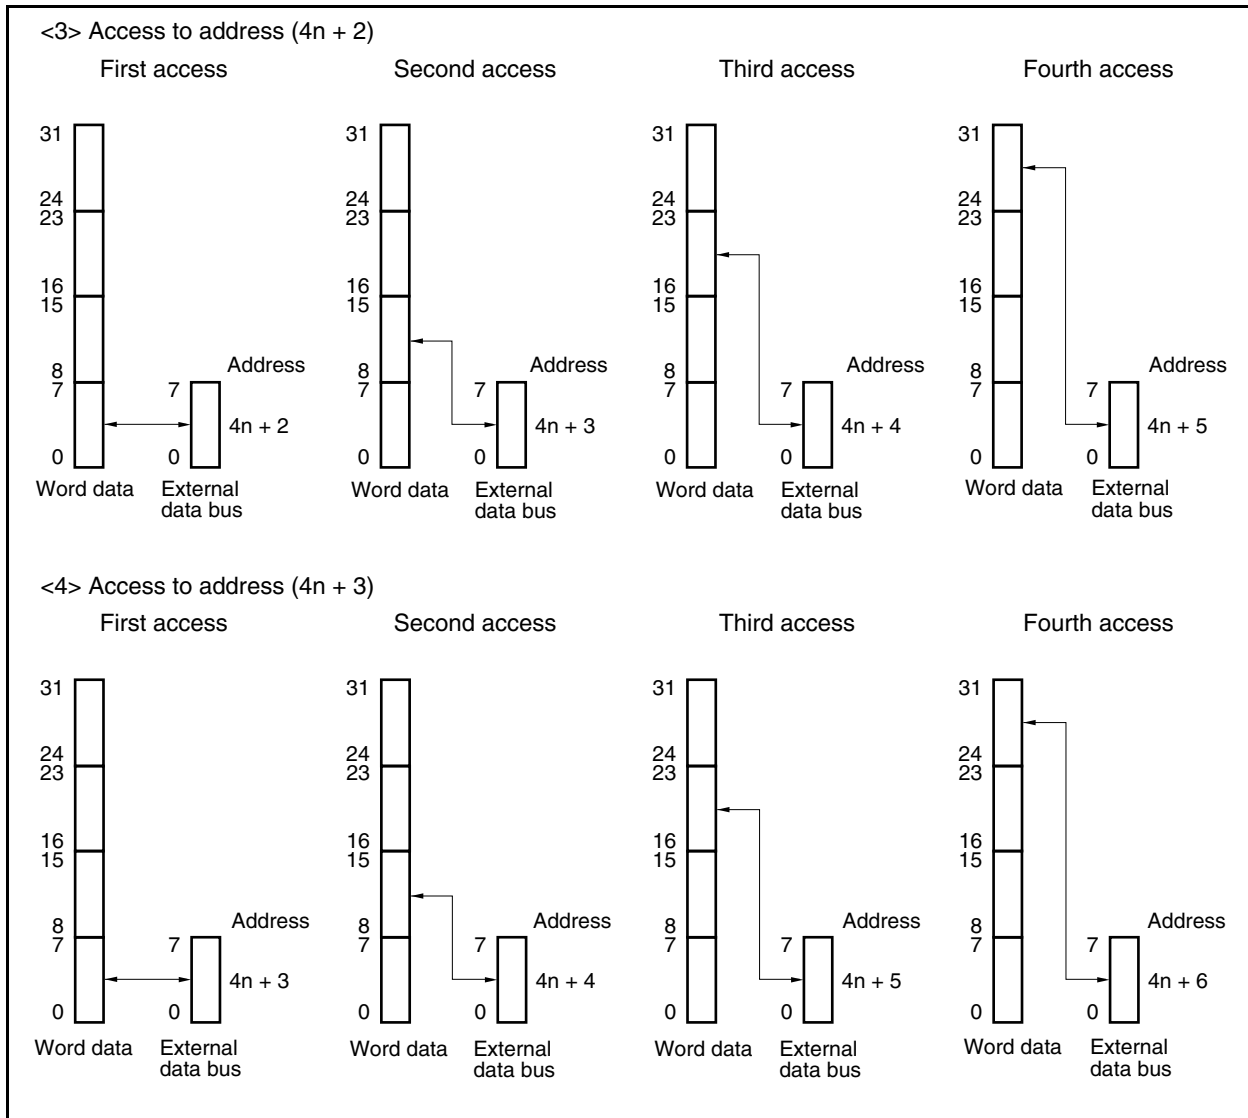 <3> Access to address (4n + 2)
First access
Second access
Third access
Fourth access
31
24
23
16
15
8
7
0
Address
7
4n + 2
0
Word data
External
data bus
31
24
23
16
15
8
7
0
Address
7
4n + 3
0
Word data
External
data bus
31
24
23
16
15
8
7
0
Address
7
4n + 4
0
Word data
External
data bus
31
24
23
16
15
8
7
0
Address
7
4n + 5
0
Word data
External
data bus
<4> Access to address (4n + 3)
First access
Second access
Third access
Fourth access
31
24
23
16
15
8
7
0
Address
7
4n + 3
0
Word data
External
data bus
31
24
23
16
15
8
7
0
Address
7
4n + 4
0
Word data
External
data bus
31
24
23
16
15
8
7
0
Address
7
4n + 5
0
Word data
External
data bus
31
24
23
16
15
8
7
0
Address
7
4n + 6
0
Word data
External
data bus